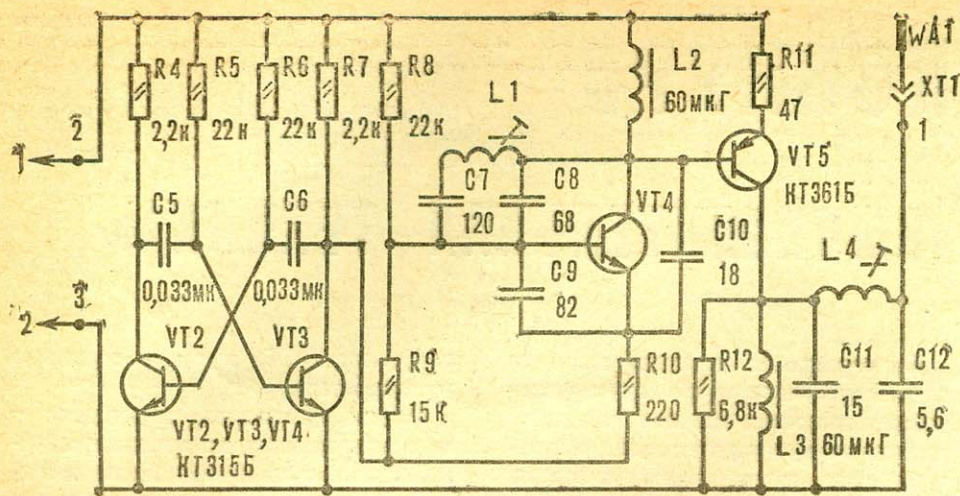 R4
R5
R6
R7
R8
2,2к
22к
22к
2,2к
22к
L1
L2
60мкГ
R11
47
WA1
XT1
1
2
1
VT5
КТ361Б
C5
C6
C7
120
C8
68
VT4
C10
18
L4
0,033мк
0,033мк
C9
82
3
2
VT2
VT3
R9
15к
R10
220
R12
6,8к
C11
15
C12
5,6
VT2, VT3, VT4
КТ315Б
L3
60мкГ